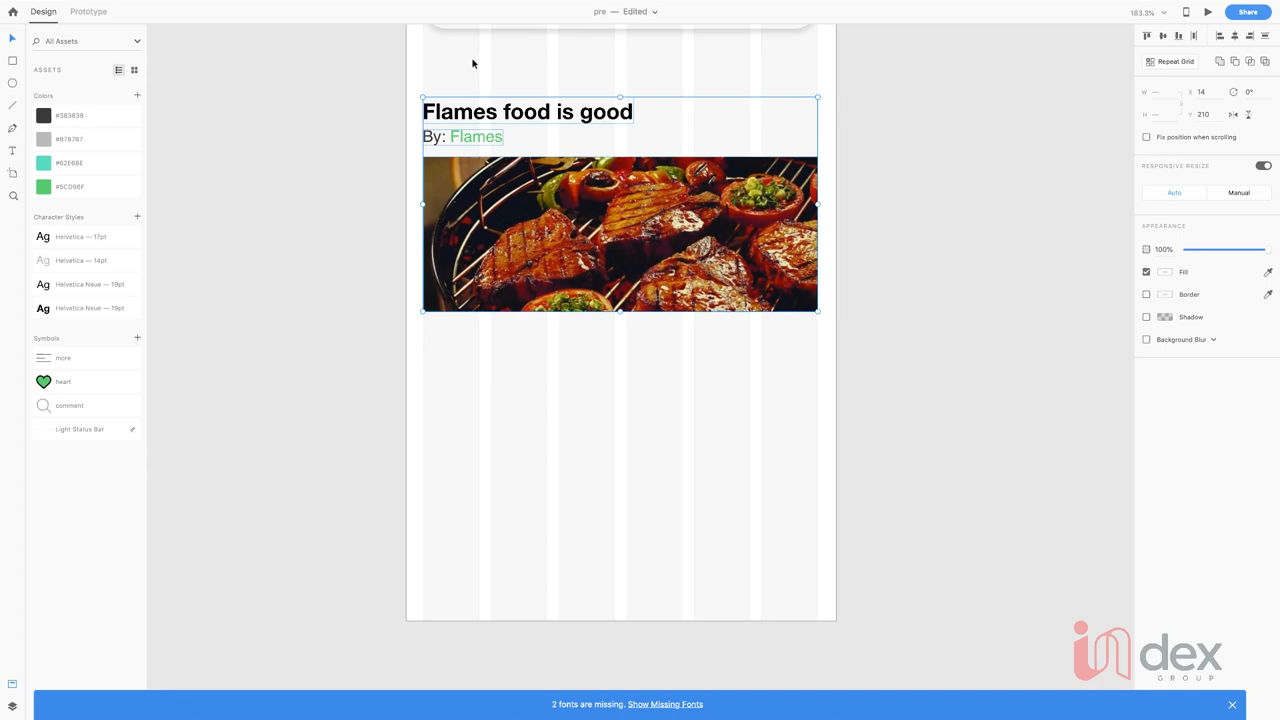 Design Prototype
pre — Edited
183.3%
Share
All Assets
ASSETS
Colors
#383838
#B7B7B7
#62E6BE
#5CD96F
Character Styles
Ag Helvetica — 17pt
Ag Helvetica — 14pt
Ag Helvetica Neue — 19pt
Ag Helvetica Neue — 19pt
Symbols
more
heart
comment
Light Status Bar
Flames food is good
By: Flames
Repeat Grid
W — X 14 0°
H — Y 210
Fix position when scrolling
RESPONSIVE RESIZE
Auto Manual
APPEARANCE
100%
Fill
Border
Shadow
Background Blur
index
GROUP
2 fonts are missing. Show Missing Fonts